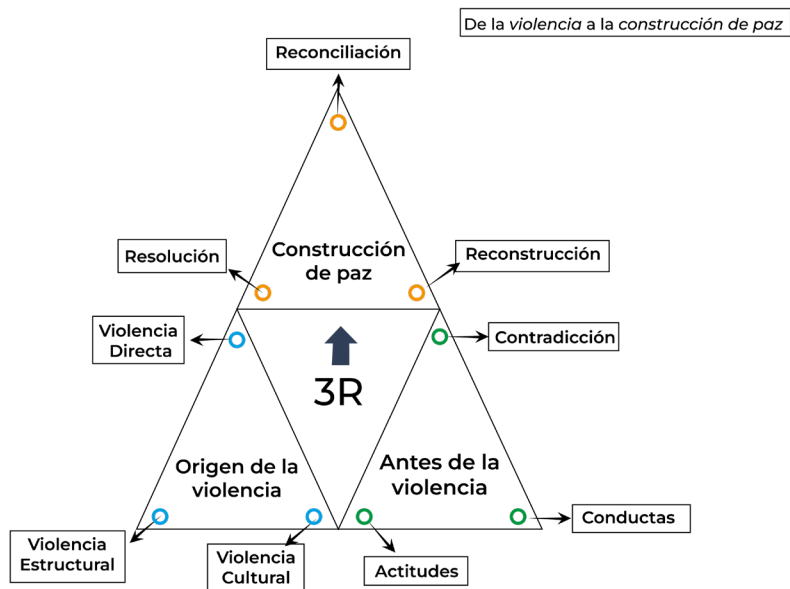 De la violencia a la construcción de paz
Reconciliación
Resolución
Construcción
de paz
Reconstrucción
Violencia
Directa
Contradicción
3R
Origen de la
violencia
Antes de la
violencia
Violencia
Estructural
Violencia
Cultural
Actitudes
Conductas